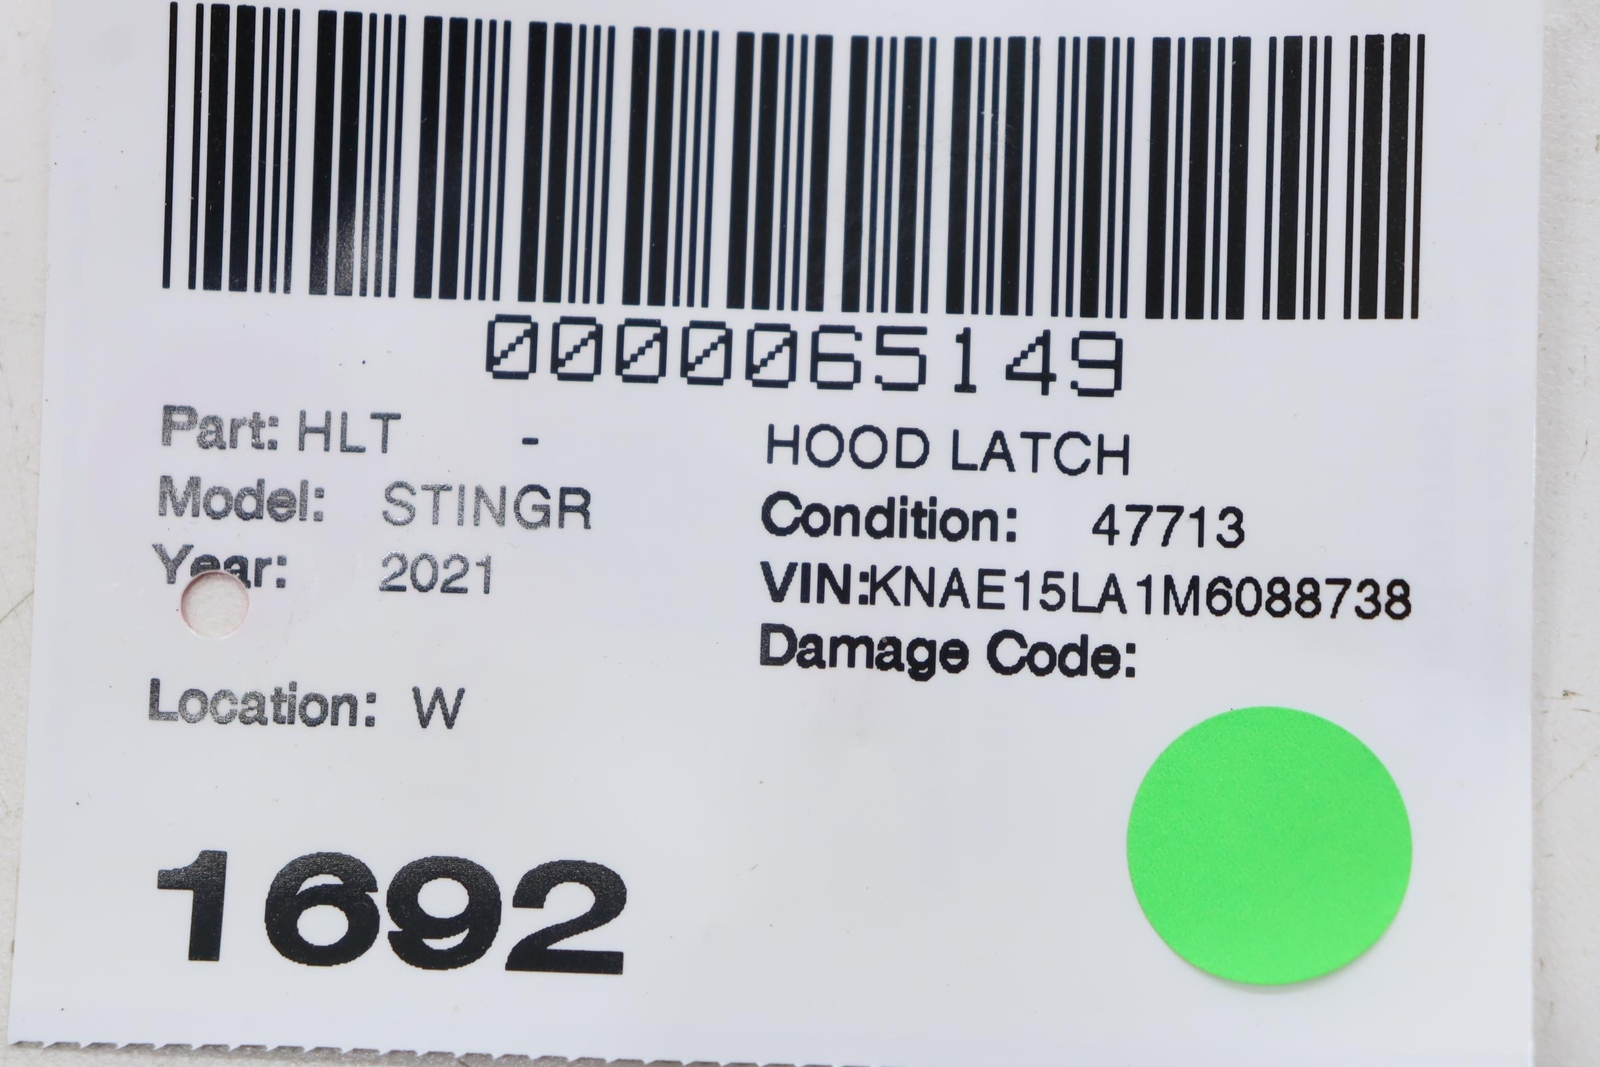 0000065149
Part: HLT - HOOD LATCH
Model: STINGR Condition: 47713
Year: 2021 VIN:KNAE15LA1M6088738
Damage Code:
Location: W
1692